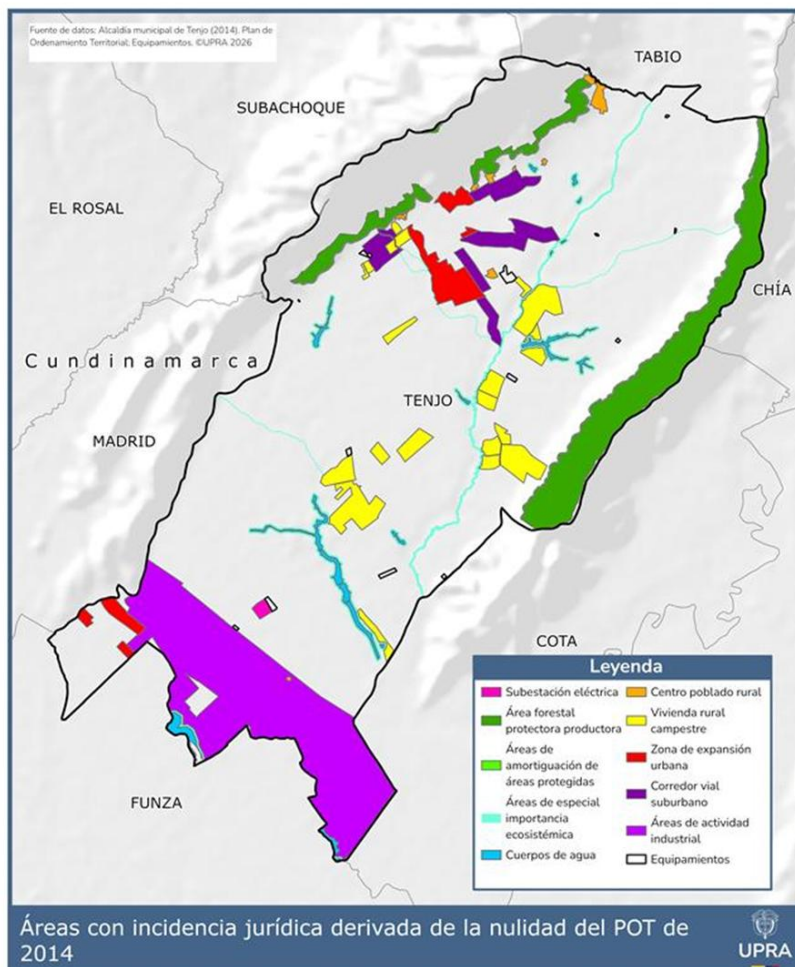 Fuente de datos: Alcaldía municipal de Tenjo (2014). Plan de
Ordenamiento Territorial; Equipamientos. ©UPRA 2026
TABIO
SUBACHOQUE
EL ROSAL
CHÍA
Cundinamarca
TENJO
MADRID
COTA
FUNZA
Leyenda
Subestación eléctrica
Área forestal
protectora productora
Áreas de
amortiguación de
áreas protegidas
Áreas de especial
importancia
ecosistémica
Cuerpos de agua
Centro poblado rural
Vivienda rural
campestre
Zona de expansión
urbana
Corredor vial
suburbano
Áreas de actividad
industrial
Equipamientos
Áreas con incidencia jurídica derivada de la nulidad del POT de
2014
UPRA